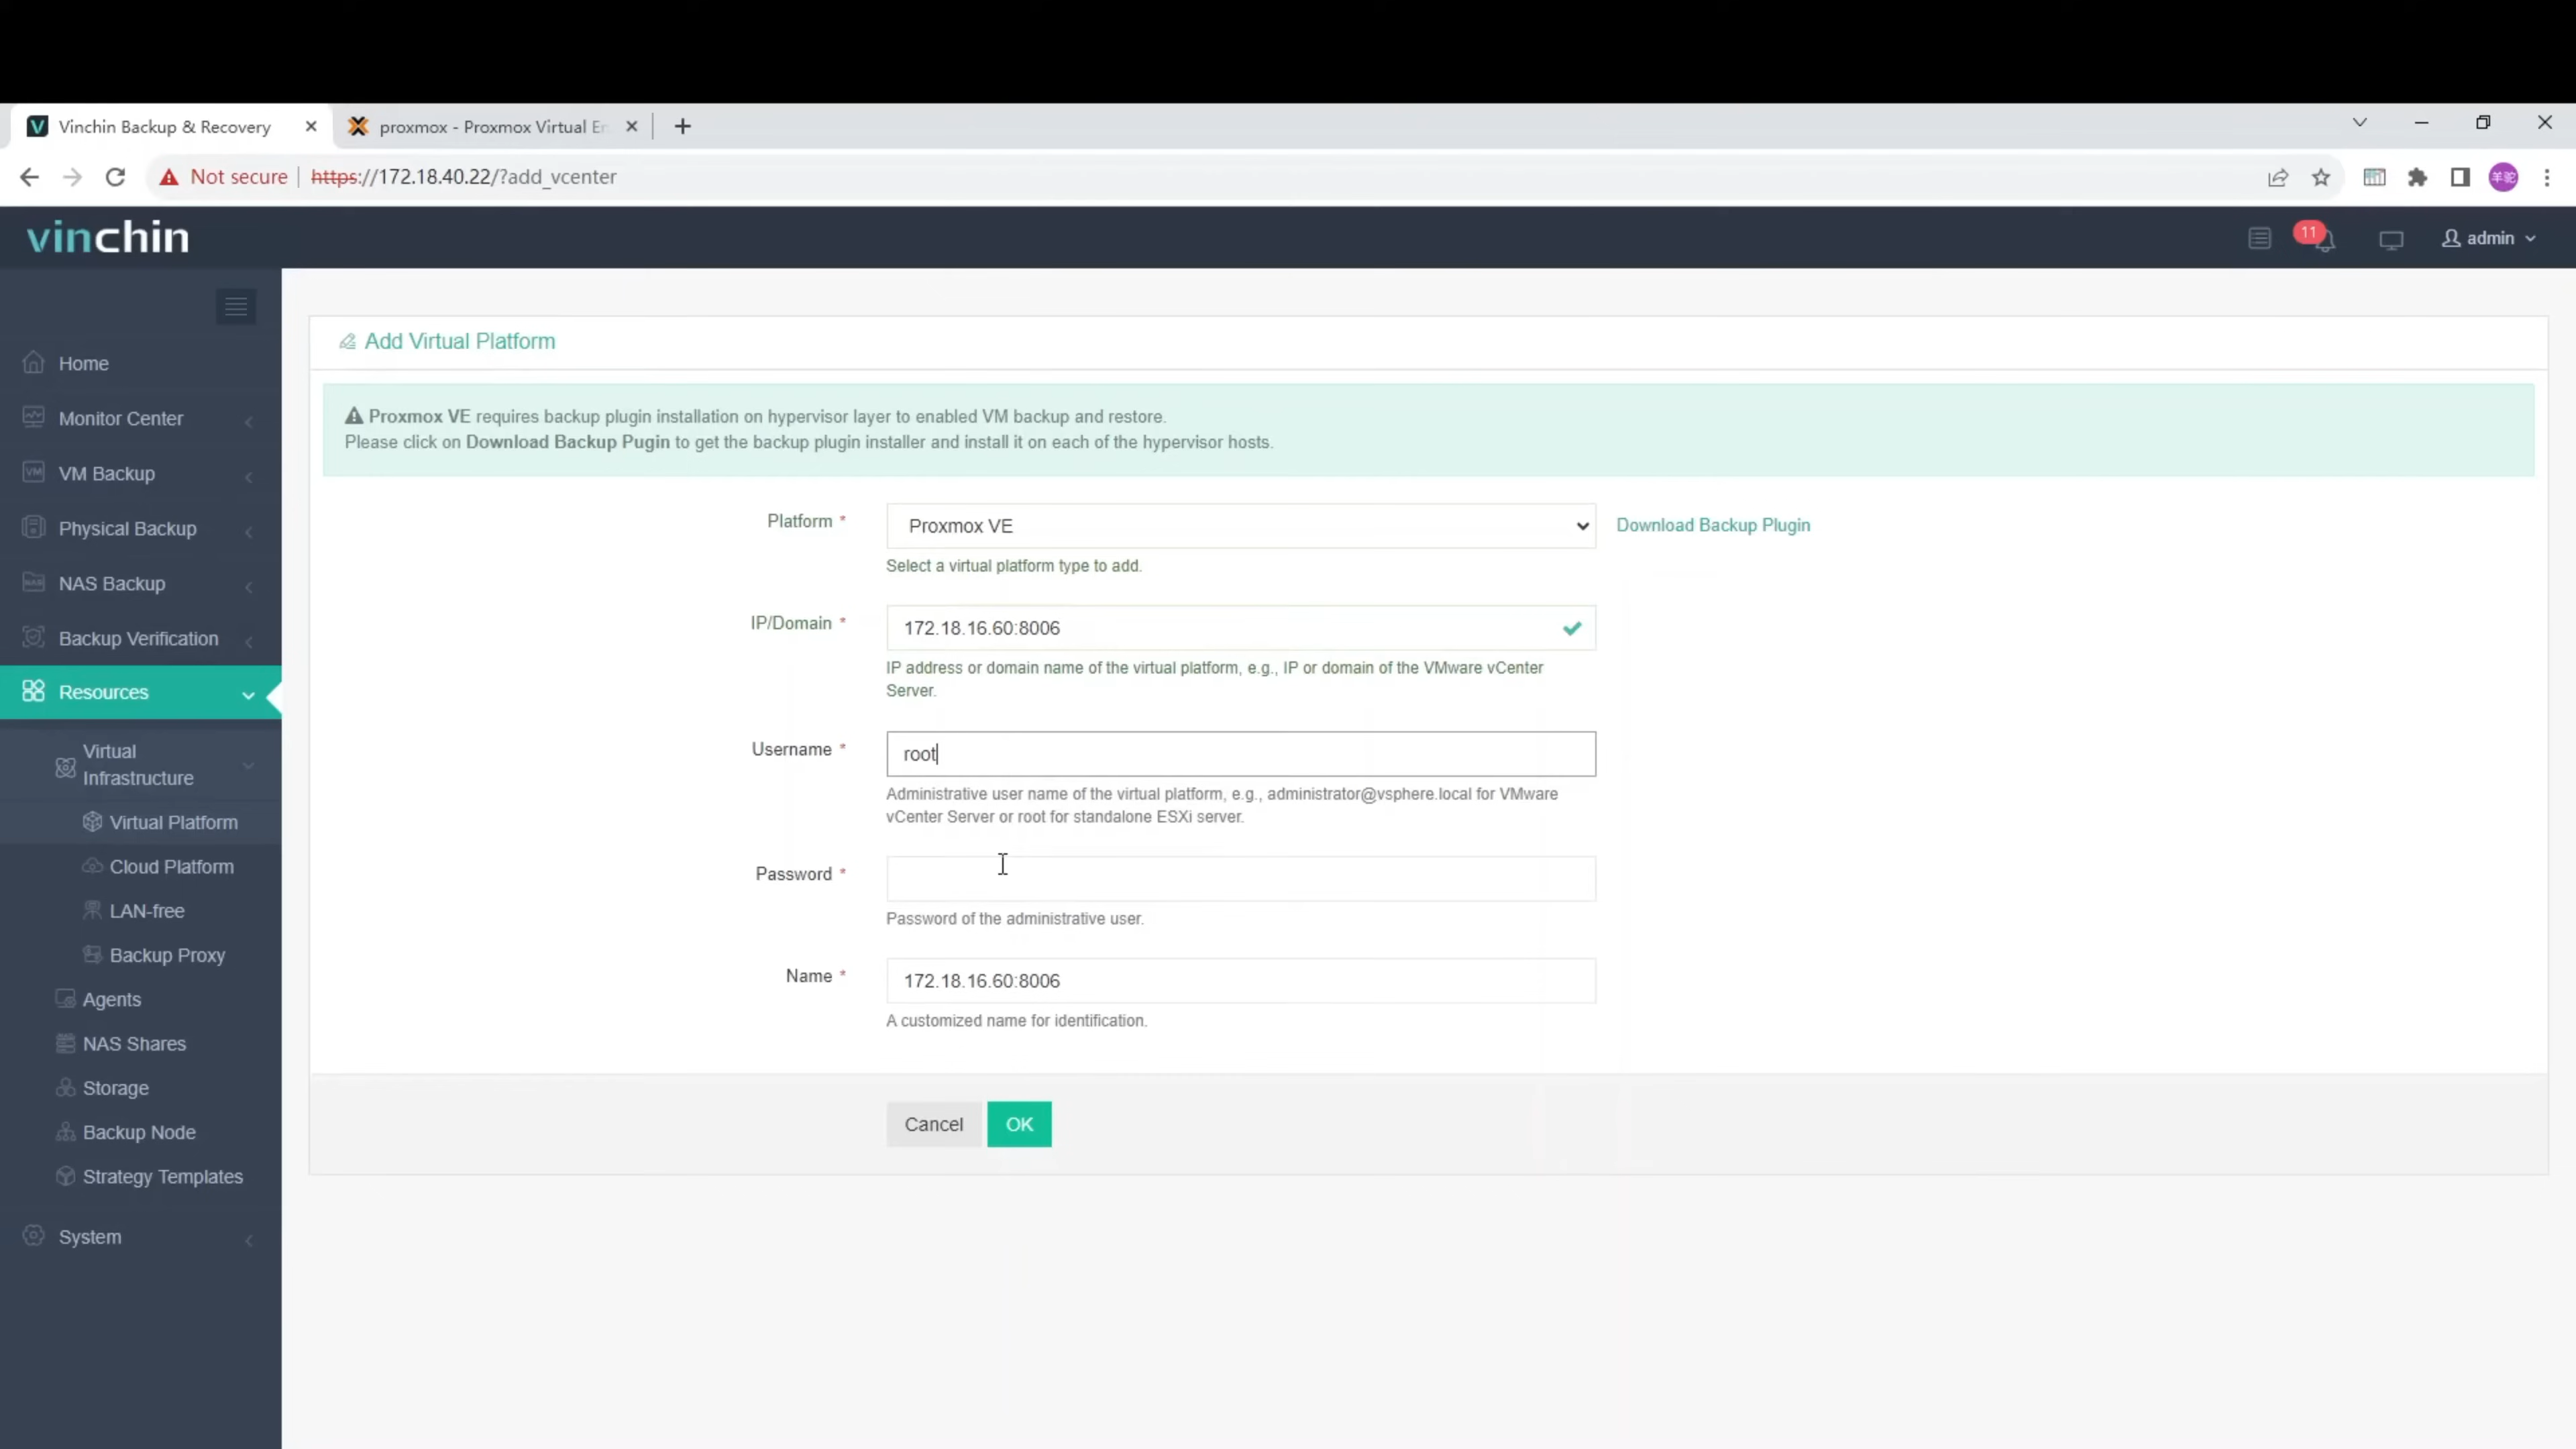 Vinchin Backup & Recovery
proxmox - Proxmox Virtual En
Not secure
https://172.18.40.22/?add_vcenter
羊驼
vinchin
11
admin
Home
Monitor Center
VM Backup
Physical Backup
NAS Backup
Backup Verification
Resources
Virtual
Infrastructure
Virtual Platform
Cloud Platform
LAN-free
Backup Proxy
Agents
NAS Shares
Storage
Backup Node
Strategy Templates
System
Add Virtual Platform
Proxmox VE requires backup plugin installation on hypervisor layer to enabled VM backup and restore.
Please click on Download Backup Pugin to get the backup plugin installer and install it on each of the hypervisor hosts.
Platform *
Proxmox VE
Download Backup Plugin
Select a virtual platform type to add.
IP/Domain *
172.18.16.60:8006
IP address or domain name of the virtual platform, e.g., IP or domain of the VMware vCenter
Server.
Username *
root
Administrative user name of the virtual platform, e.g., administrator@vsphere.local for VMware
vCenter Server or root for standalone ESXi server.
Password *
Password of the administrative user.
Name *
172.18.16.60:8006
A customized name for identification.
Cancel
OK